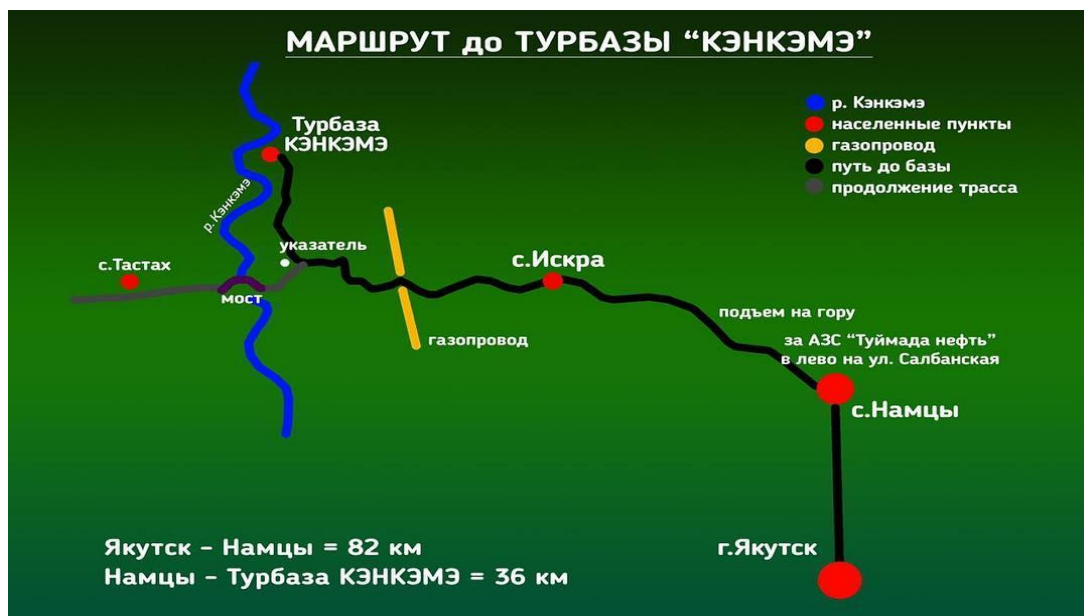 МАРШРУТ до ТУРБАЗЫ “КЭНКЭМЭ”
р. Кэнкэмэ
населенные пункты
газопровод
путь до базы
продолжение трасса
Турбаза
КЭНКЭМЭ
р. Кэнкэмэ
указатель
с.Тастах
мост
с.Искра
газопровод
подъем на гору
за АЗС “Туймада нефть”
в лево на ул. Салбанская
с.Намцы
г.Якутск
Якутск – Намцы = 82 км
Намцы – Турбаза КЭНКЭМЭ = 36 км